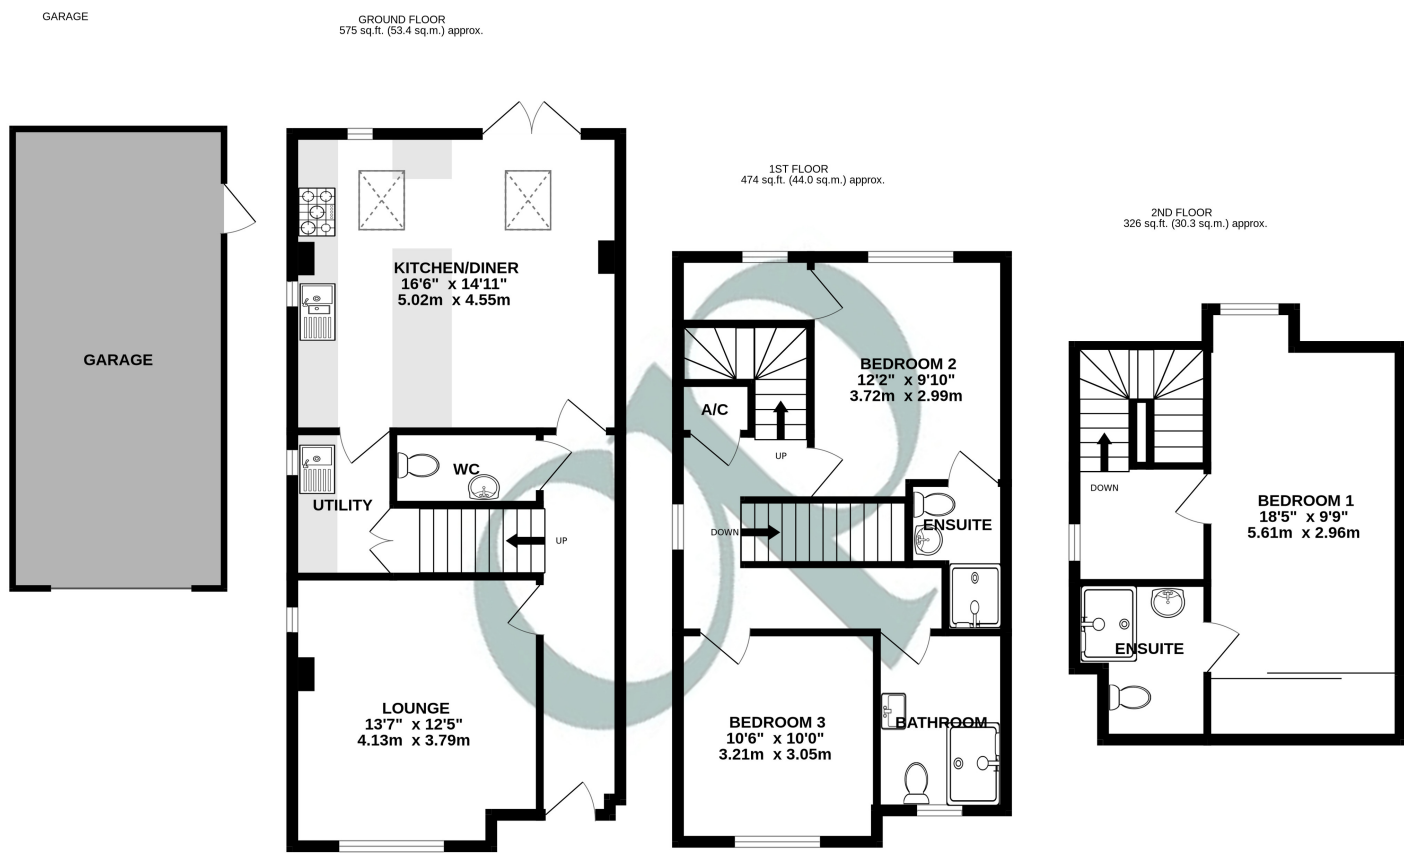 GARAGE
GROUND FLOOR
575 sq.ft. (53.4 sq.m.) approx.
1ST FLOOR
474 sq.ft. (44.0 sq.m.) approx.
2ND FLOOR
326 sq.ft. (30.3 sq.m.) approx.
GARAGE
KITCHEN/DINER
16'6" x 14'11"
5.02m x 4.55m
WC
UTILITY
UP
LOUNGE
13'7" x 12'5"
4.13m x 3.79m
BEDROOM 2
12'2" x 9'10"
3.72m x 2.99m
A/C
UP
DOWN
ENSUITE
BEDROOM 3
10'6" x 10'0"
3.21m x 3.05m
BATHROOM
DOWN
BEDROOM 1
18'5" x 9'9"
5.61m x 2.96m
ENSUITE